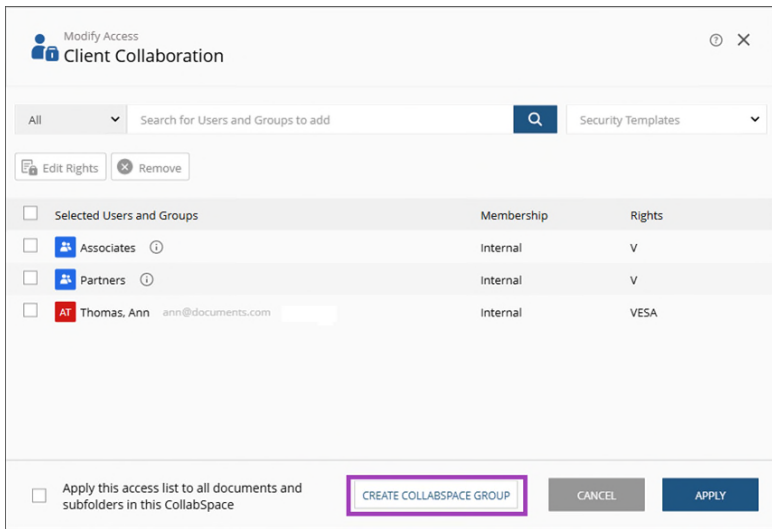 Modify Access
Client Collaboration
?
All
Search for Users and Groups to add
Security Templates
Edit Rights
Remove
Selected Users and Groups Membership Rights
Associates Internal V
Partners Internal V
AT Thomas, Ann ann@documents.com Internal VESA
Apply this access list to all documents and
subfolders in this CollabSpace
CREATE COLLABSPACE GROUP CANCEL APPLY